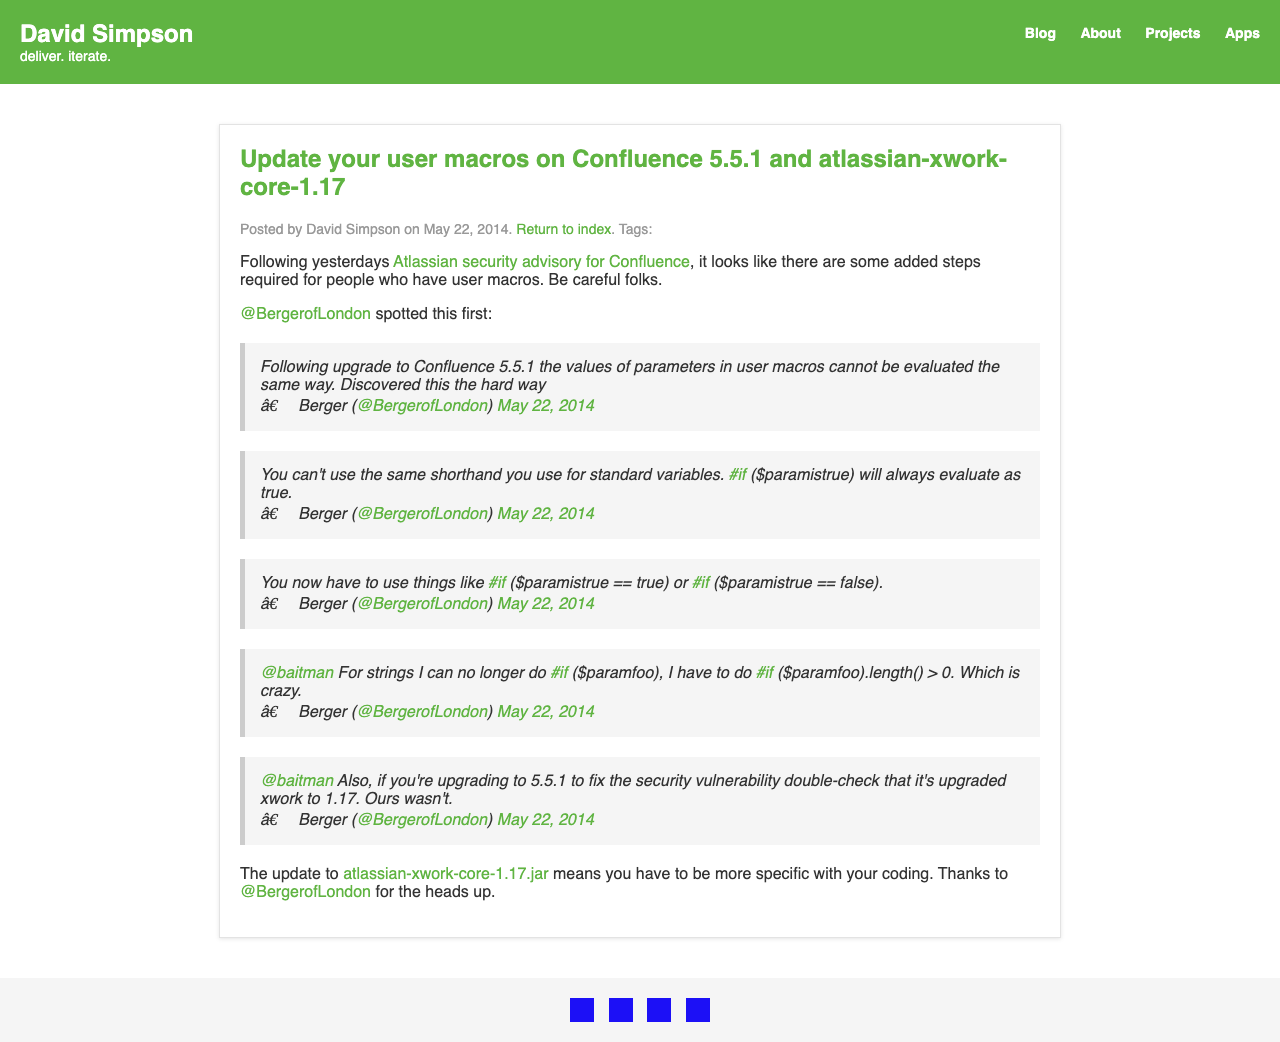 David Simpson
deliver. iterate.
Blog About Projects Apps
Update your user macros on Confluence 5.5.1 and atlassian-xwork-
core-1.17
Posted by David Simpson on May 22, 2014. Return to index. Tags:
Following yesterdays Atlassian security advisory for Confluence, it looks like there are some added steps
required for people who have user macros. Be careful folks.
@BergerofLondon spotted this first:
Following upgrade to Confluence 5.5.1 the values of parameters in user macros cannot be evaluated the
same way. Discovered this the hard way
â€ Berger (@BergerofLondon) May 22, 2014
You can't use the same shorthand you use for standard variables. #if ($paramistrue) will always evaluate as
true.
â€ Berger (@BergerofLondon) May 22, 2014
You now have to use things like #if ($paramistrue == true) or #if ($paramistrue == false).
â€ Berger (@BergerofLondon) May 22, 2014
@baitman For strings I can no longer do #if ($paramfoo), I have to do #if ($paramfoo).length() > 0. Which is
crazy.
â€ Berger (@BergerofLondon) May 22, 2014
@baitman Also, if you're upgrading to 5.5.1 to fix the security vulnerability double-check that it's upgraded
xwork to 1.17. Ours wasn't.
â€ Berger (@BergerofLondon) May 22, 2014
The update to atlassian-xwork-core-1.17.jar means you have to be more specific with your coding. Thanks to
@BergerofLondon for the heads up.